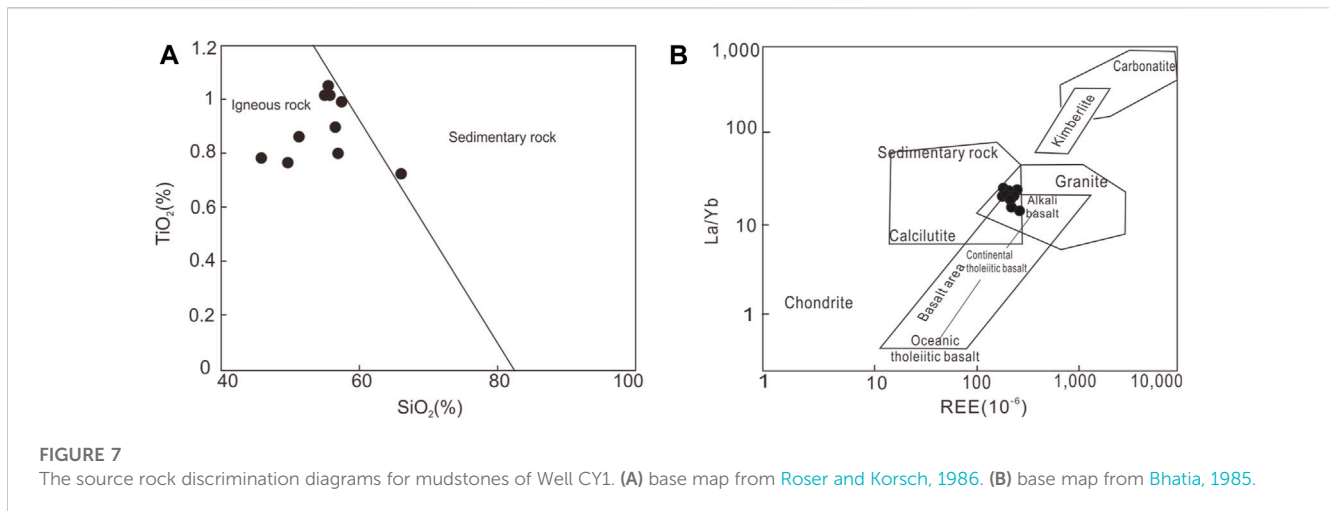 A
1.2
1
0.8
0.6
0.4
0.2
0
TiO₂(%)
Igneous rock
Sedimentary rock
40
60
80
100
SiO₂(%)
B
1,000
100
10
1
La/Yb
Carbonatite
Kimberlite
Sedimentary rock
Granite
Alkali
basalt
Calcilutite
Continental
tholeiitic basalt
Basalt area
Chondrite
Oceanic
tholeiitic basalt
1
10
100
1,000
10,000
REE(10⁻⁶)
FIGURE 7
The source rock discrimination diagrams for mudstones of Well CY1. (A) base map from Roser and Korsch, 1986. (B) base map from Bhatia, 1985.